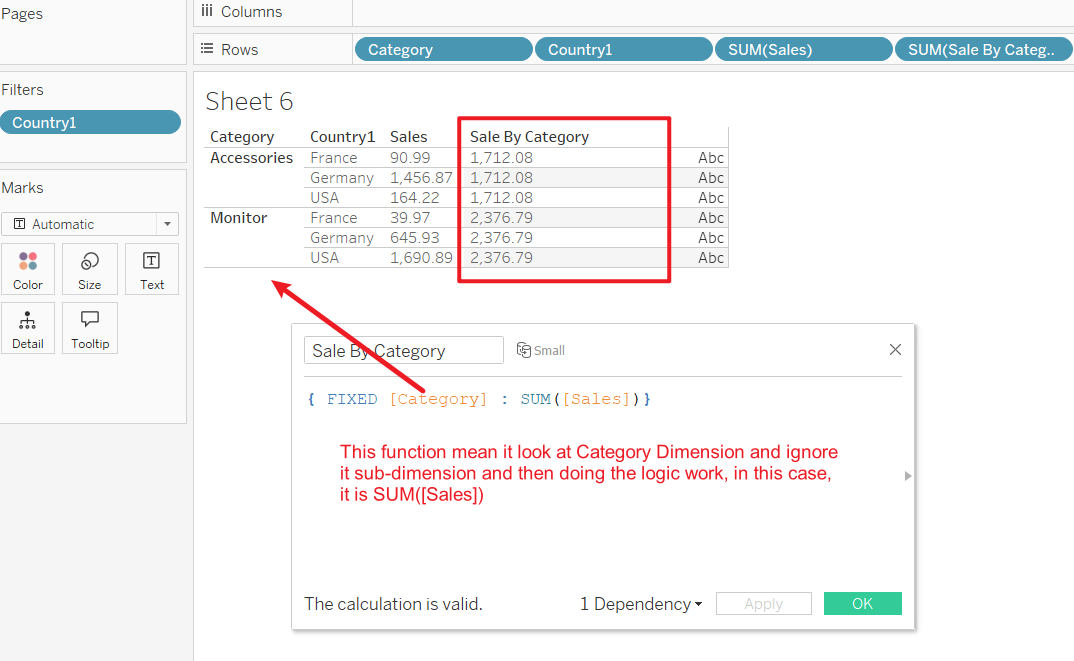 Pages
Columns
Rows
Category Country1 SUM(Sales) SUM(Sale By Categ..
Filters
Country1
Marks
Automatic
Color Size Text
Detail Tooltip
Sheet 6
Category Country1 Sales Sale By Category
Accessories France 90.99 1,712.08 Abc
Germany 1,456.87 1,712.08 Abc
USA 164.22 1,712.08 Abc
Monitor France 39.97 2,376.79 Abc
Germany 645.93 2,376.79 Abc
USA 1,690.89 2,376.79 Abc
Sale By Category Small
{ FIXED [Category] : SUM([Sales])}
This function mean it look at Category Dimension and ignore
it sub-dimension and then doing the logic work, in this case,
it is SUM([Sales])
The calculation is valid. 1 Dependency Apply OK